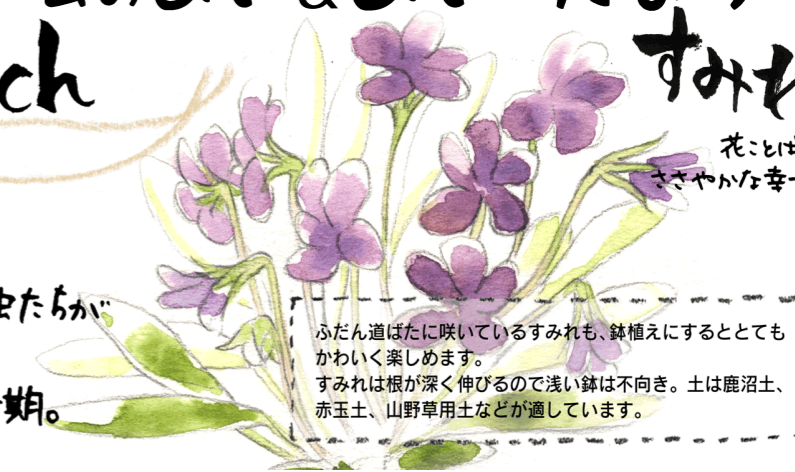 ch
すみれ
花ことば
ささやかな幸せ
虫たちが
期。
ふだん道ばたに咲いているすみれも、鉢植えにするととても
かわいく楽しめます。
すみれは根が深く伸びるので浅い鉢は不向き。土は鹿沼土、
赤玉土、山野草用土などが適しています。